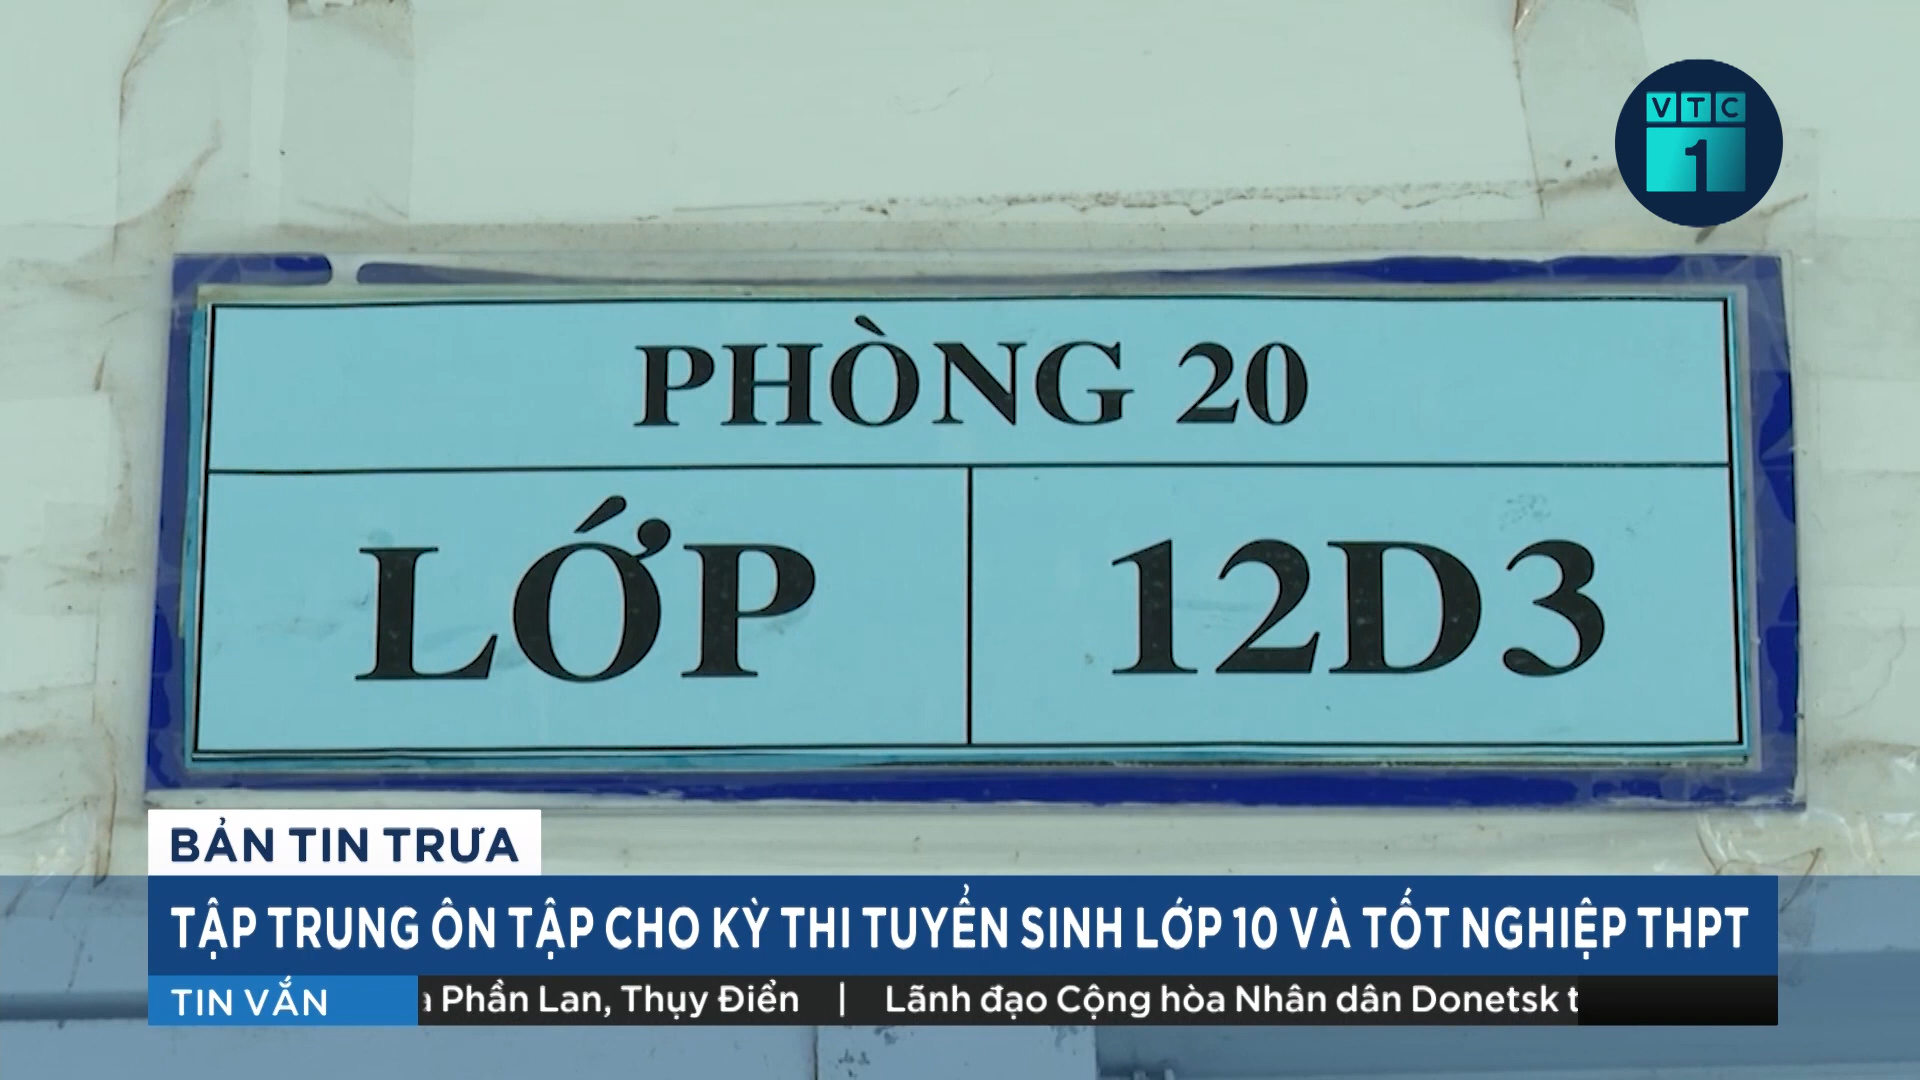 VTC
1
PHÒNG 20
LỚP 12D3
BẢN TIN TRƯA
TẬP TRUNG ÔN TẬP CHO KỲ THI TUYỂN SINH LỚP 10 VÀ TỐT NGHIỆP THPT
TIN VẮN Phần Lan, Thụy Điển | Lãnh đạo Cộng hòa Nhân dân Donetsk